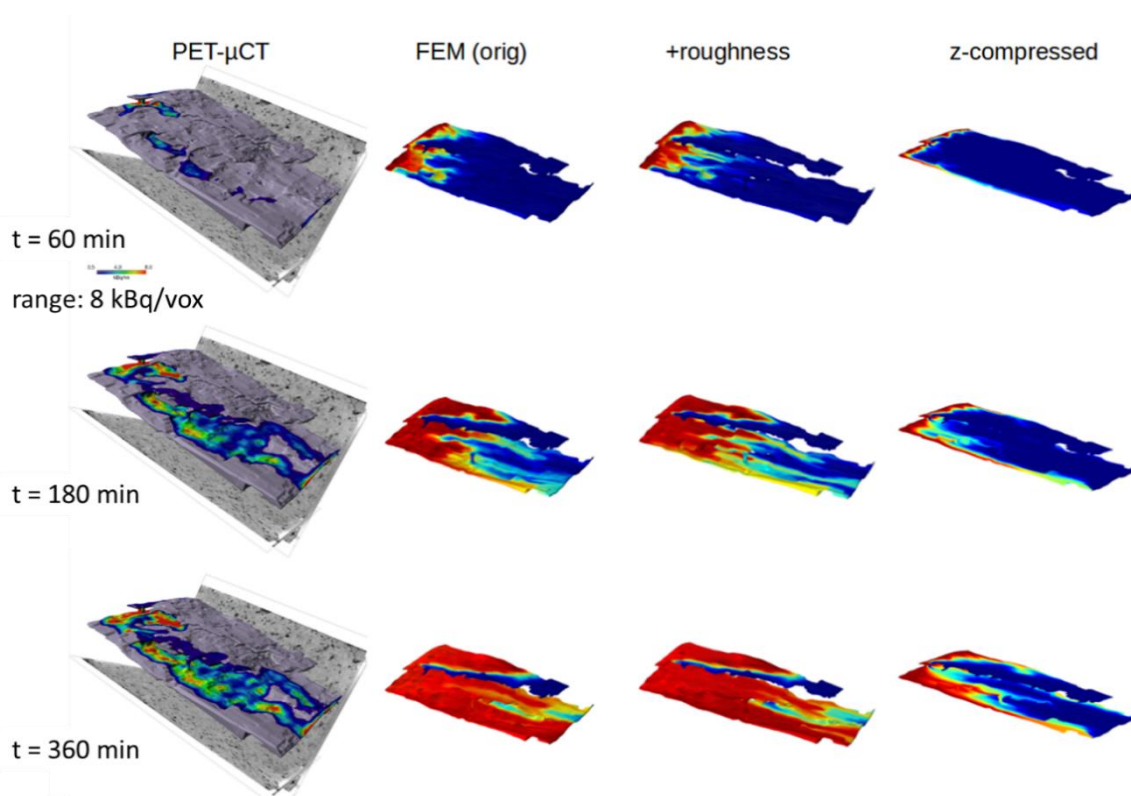 PET-μCT
FEM (orig)
+roughness
z-compressed
t = 60 min
range: 8 kBq/vox
t = 180 min
t = 360 min